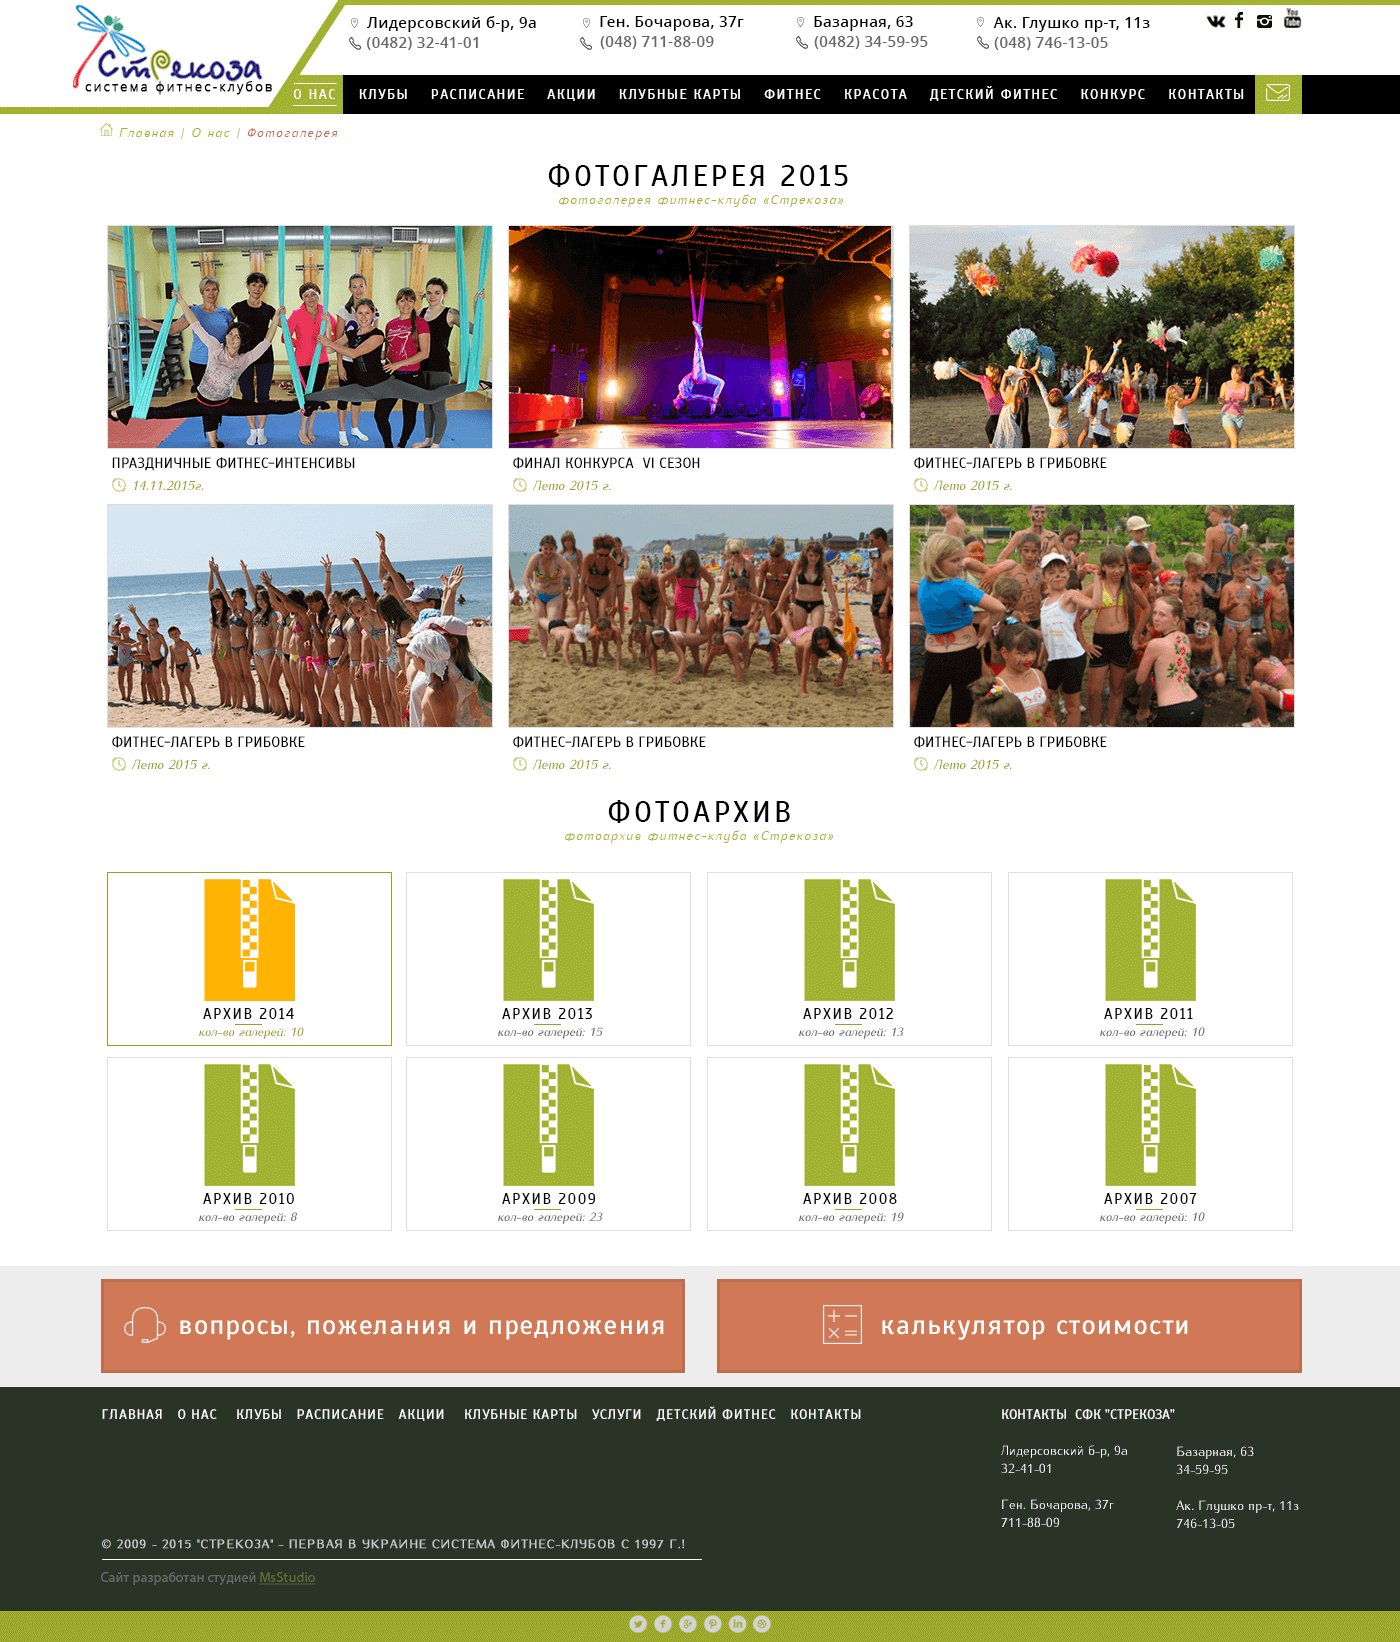 Стрекоза
система фитнес-клубов
Лидерсовский б-р, 9а
(0482) 32-41-01
Ген. Бочарова, 37г
(048) 711-88-09
Базарная, 63
(0482) 34-59-95
Ак. Глушко пр-т, 11з
(048) 746-13-05
You Tube
О НАС КЛУБЫ РАСПИСАНИЕ АКЦИИ КЛУБНЫЕ КАРТЫ ФИТНЕС КРАСОТА ДЕТСКИЙ ФИТНЕС КОНКУРС КОНТАКТЫ
Главная | О нас | Фотогалерея
ФОТОГАЛЕРЕЯ 2015
фотогалерея фитнес-клуба «Стрекоза»
ПРАЗДНИЧНЫЕ ФИТНЕС-ИНТЕНСИВЫ
14.11.2015г.
ФИНАЛ КОНКУРСА VI СЕЗОН
Лето 2015 г.
ФИТНЕС-ЛАГЕРЬ В ГРИБОВКЕ
Лето 2015 г.
ФИТНЕС-ЛАГЕРЬ В ГРИБОВКЕ
Лето 2015 г.
ФИТНЕС-ЛАГЕРЬ В ГРИБОВКЕ
Лето 2015 г.
ФИТНЕС-ЛАГЕРЬ В ГРИБОВКЕ
Лето 2015 г.
ФОТОАРХИВ
фотоархив фитнес-клуба «Стрекоза»
АРХИВ 2014
кол-во галерей: 10
АРХИВ 2013
кол-во галерей: 15
АРХИВ 2012
кол-во галерей: 13
АРХИВ 2011
кол-во галерей: 10
АРХИВ 2010
кол-во галерей: 8
АРХИВ 2009
кол-во галерей: 23
АРХИВ 2008
кол-во галерей: 19
АРХИВ 2007
кол-во галерей: 10
вопросы, пожелания и предложения
калькулятор стоимости
ГЛАВНАЯ О НАС КЛУБЫ РАСПИСАНИЕ АКЦИИ КЛУБНЫЕ КАРТЫ УСЛУГИ ДЕТСКИЙ ФИТНЕС КОНТАКТЫ
КОНТАКТЫ СФК "СТРЕКОЗА"
Лидерсовский б-р, 9а
32-41-01
Базарная, 63
34-59-95
Ген. Бочарова, 37г
711-88-09
Ак. Глушко пр-т, 11з
746-13-05
© 2009 - 2015 "СТРЕКОЗА" - ПЕРВАЯ В УКРАИНЕ СИСТЕМА ФИТНЕС-КЛУБОВ С 1997 Г.!
Сайт разработан студией MsStudio